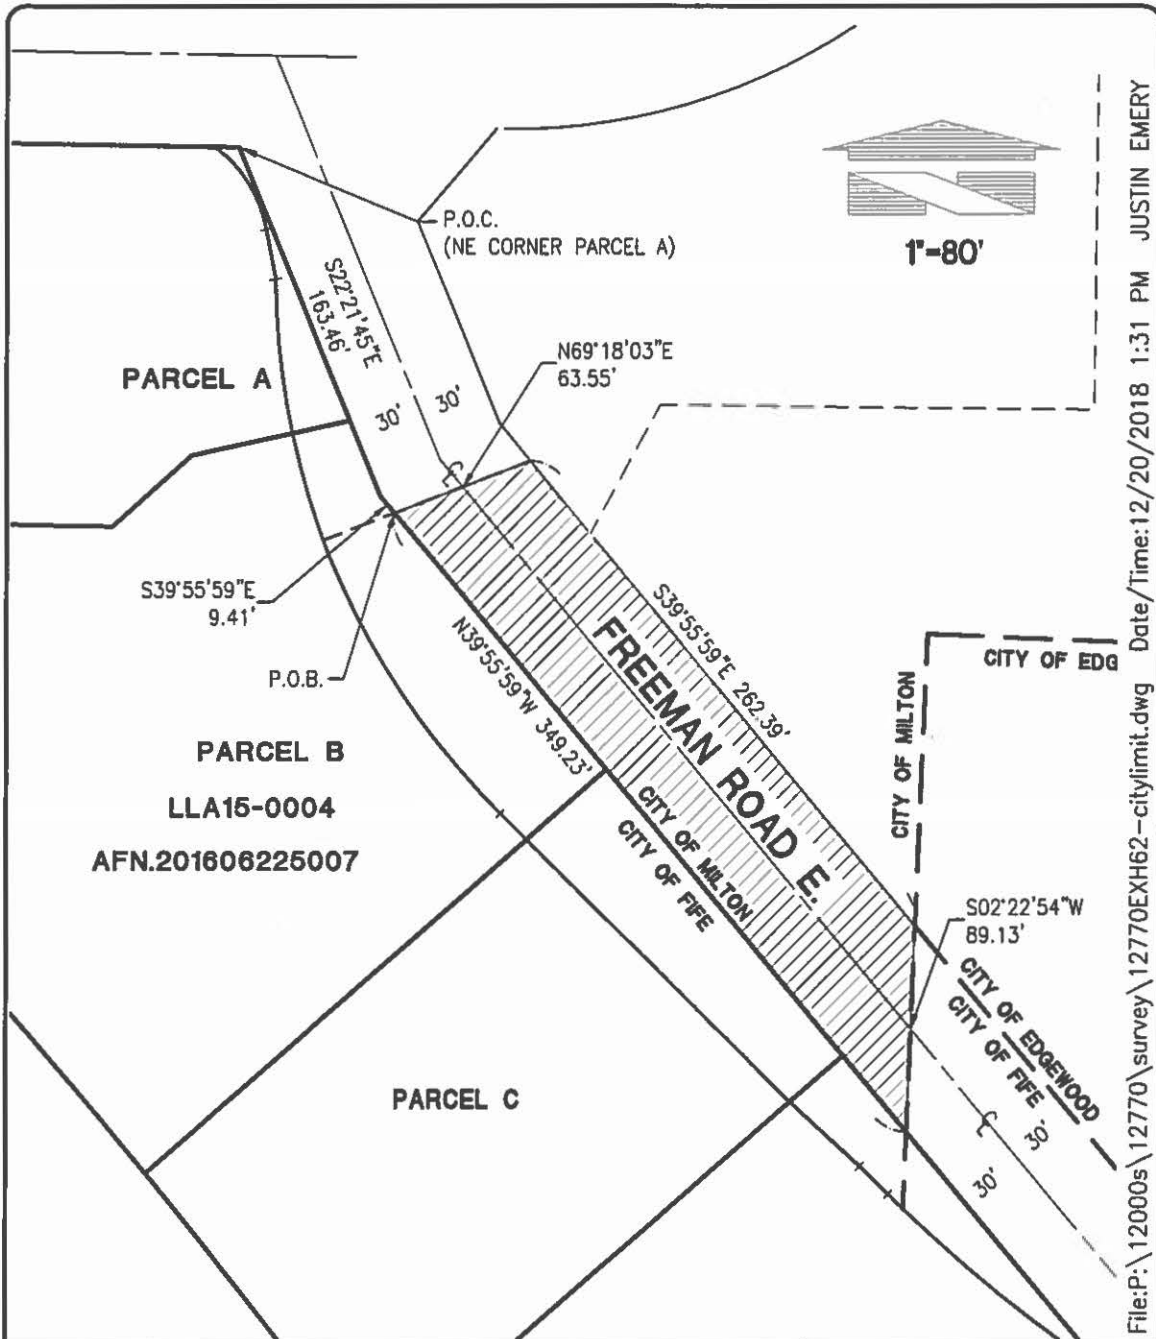 P.O.C.
(NE CORNER PARCEL A)
1"=80'
S22°21'45"E
163.46'
PARCEL A
30'
30'
N69°18'03"E
63.55'
S39°55'59"E
9.41'
P.O.B.
N39°55'59"W 349.23'
S39°55'59"E 262.39'
FREEMAN ROAD E.
CITY OF MILTON
CITY OF FIFE
CITY OF MILTON
CITY OF EDG
PARCEL B
LLA15-0004
AFN.201606225007
S02°22'54"W
89.13'
CITY OF EDGEWOOD
CITY OF FIFE
30'
30'
PARCEL C
File:P:\12000s\12770\survey\12770EXH62-citylimit.dwg Date/Time:12/20/2018 1:31 PM JUSTIN EMERY